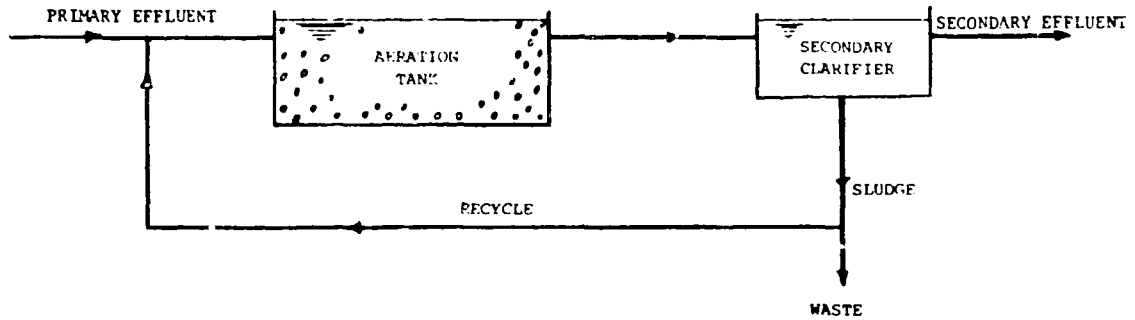 PRIMARY EFFLUENT
SECONDARY EFFLUENT
AERATION
TANK
SECONDARY
CLARIFIER
SLUDGE
RECYCLE
WASTE